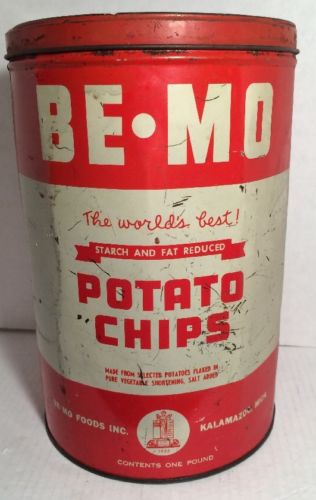 BE•MO
The world's best!
STARCH AND FAT REDUCED
POTATO
CHIPS
MADE FROM SELECTED POTATOES FLAKED IN
PURE VEGETABLE SHORTENING, SALT ADDED
BE-MO FOODS INC. KALAMAZOO, MICH.
CONTENTS ONE POUND